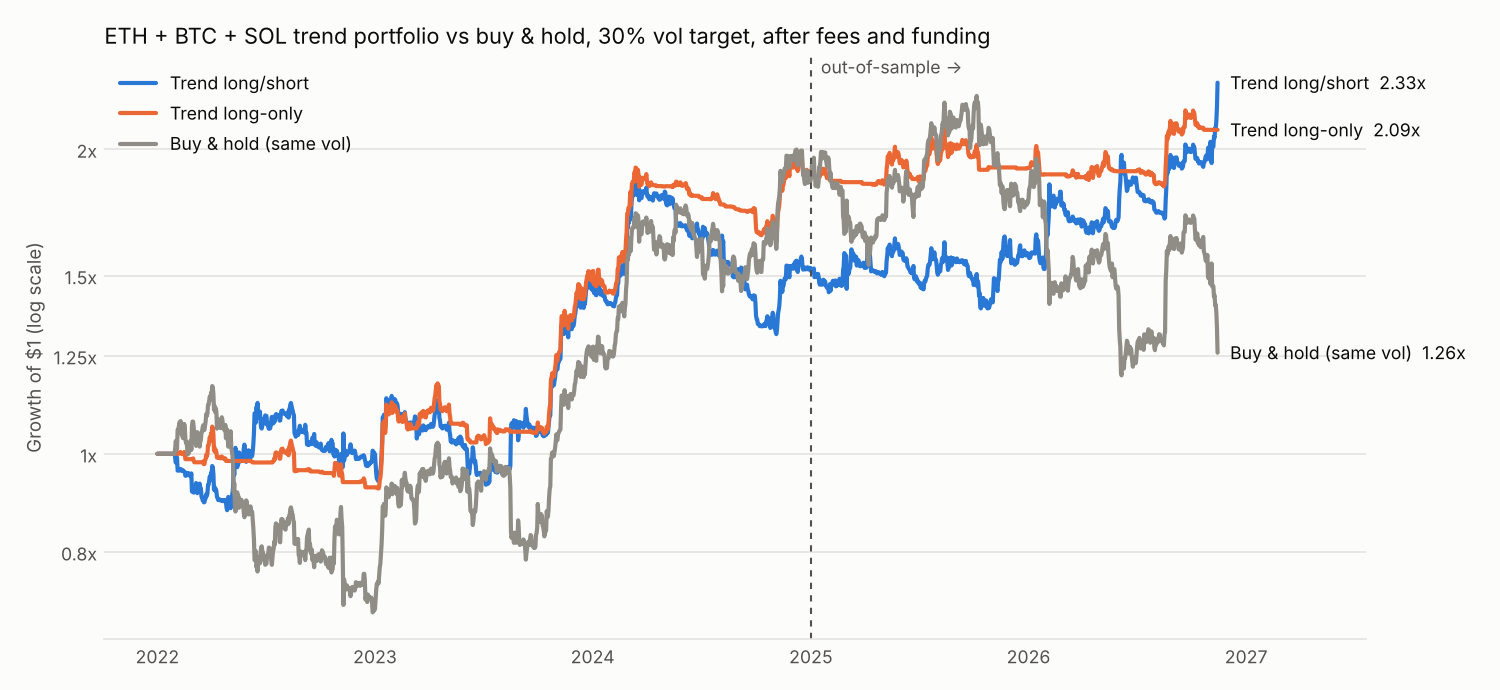 ETH + BTC + SOL trend portfolio vs buy & hold, 30% vol target, after fees and funding
out-of-sample →
Trend long/short
Trend long-only
Buy & hold (same vol)
Trend long/short 2.33x
Trend long-only 2.09x
Buy & hold (same vol) 1.26x
Growth of $1 (log scale)
2x
1.5x
1.25x
1x
0.8x
2022 2023 2024 2025 2026 2027